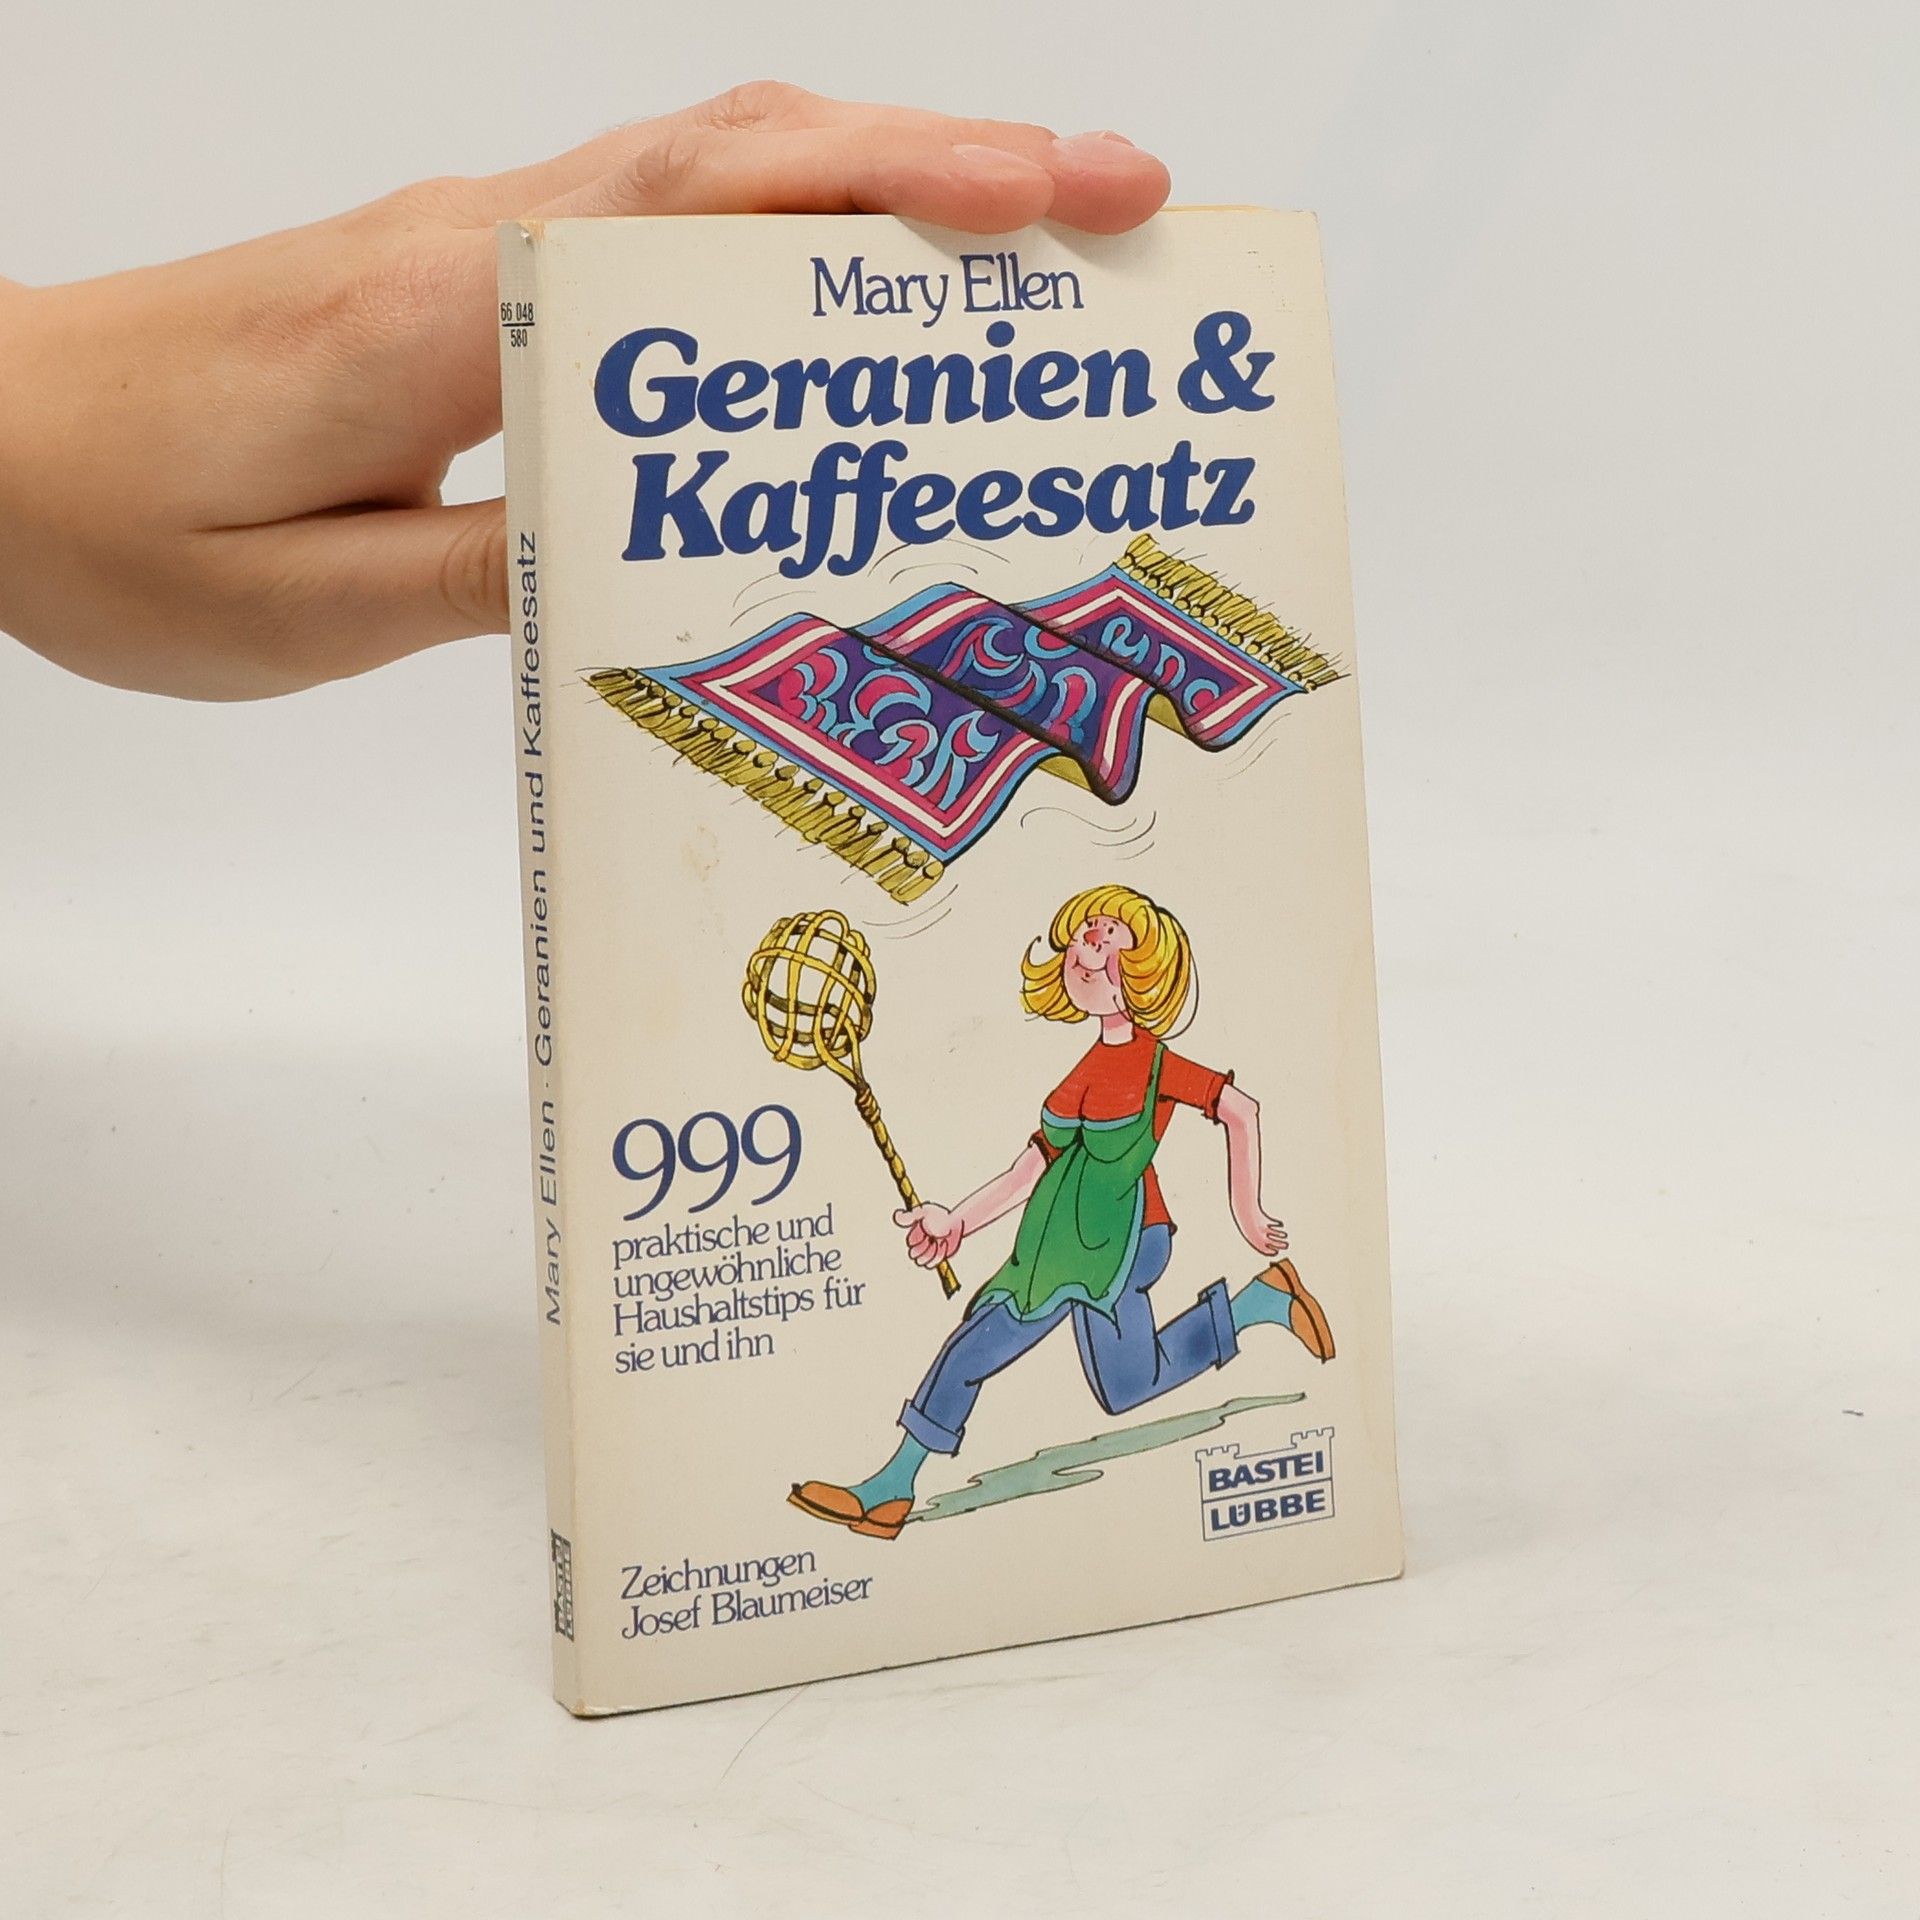 Mary Ellen
Geranien &
Kaffeesatz
999
praktische und
ungewöhnliche
Haushaltstips für
sie und ihn
BASTEI
LÜBBE
Zeichnungen
Josef Blaumeiser
66 048
580
Mary Ellen · Geranien und Kaffeesatz